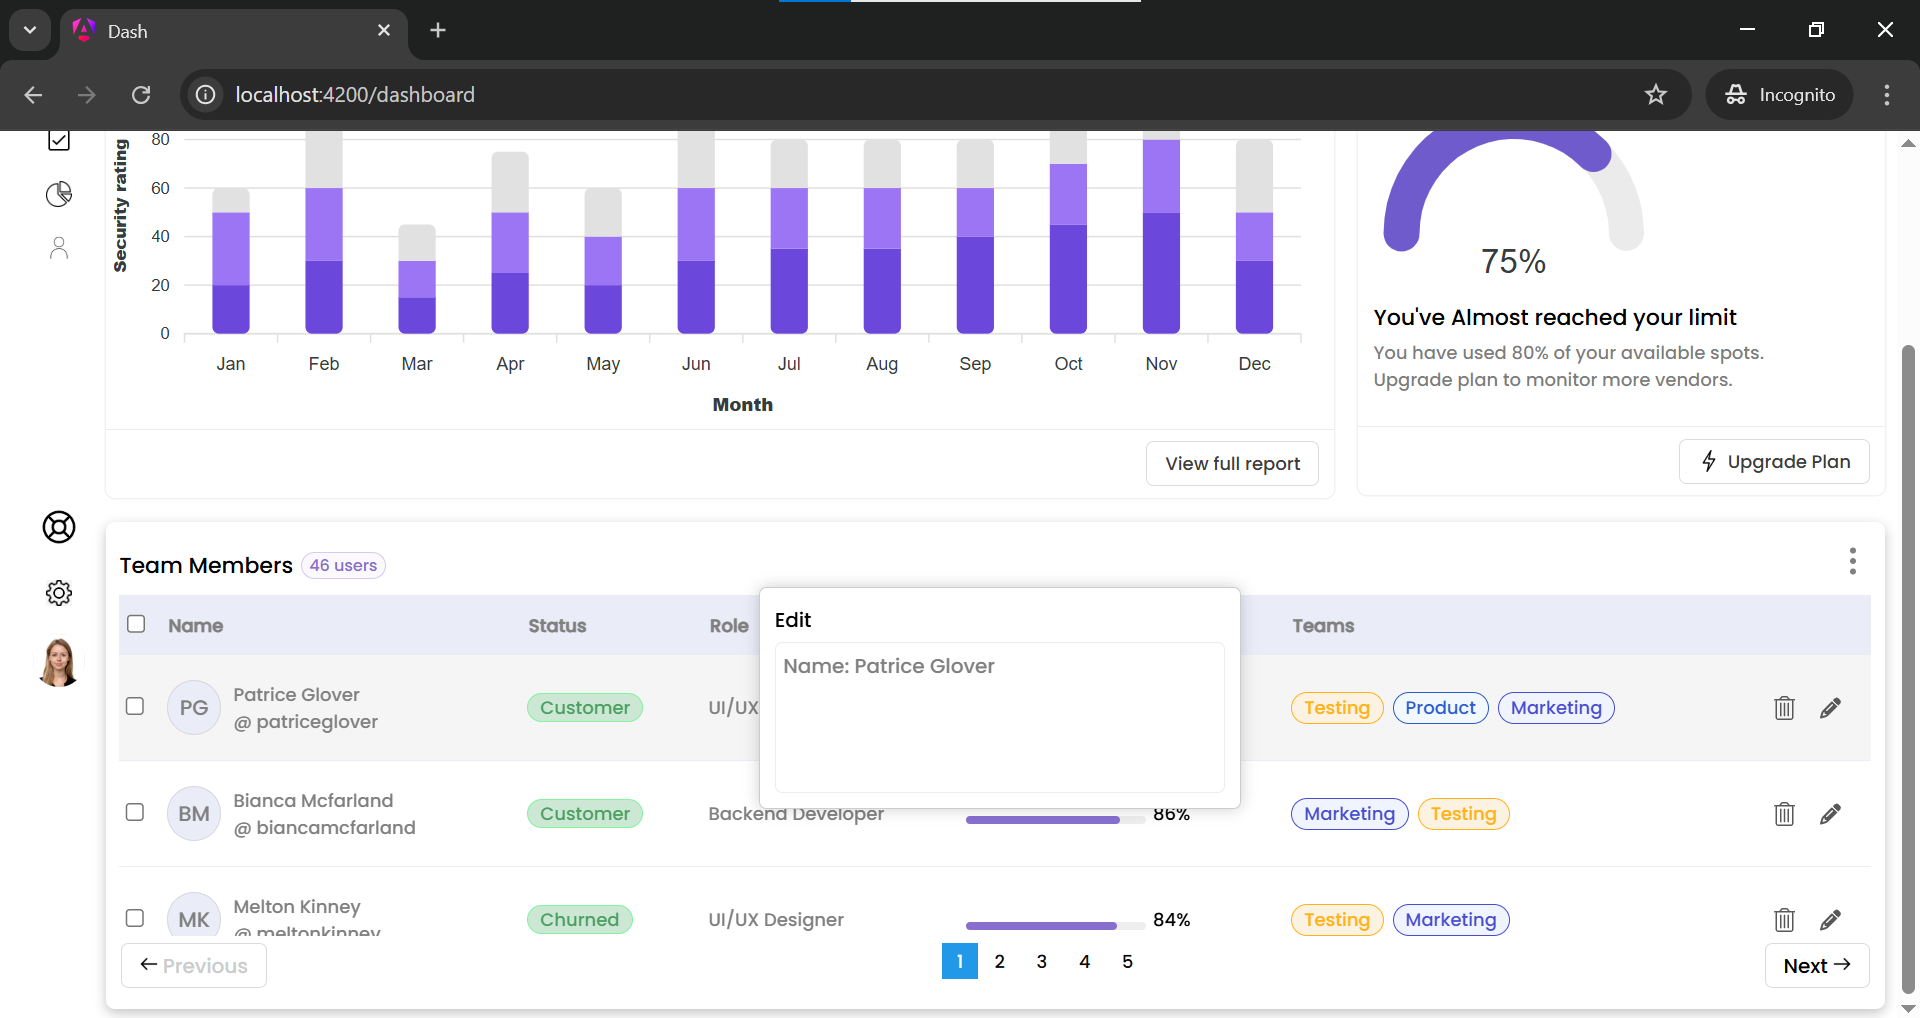 Dash
localhost:4200/dashboard
Incognito
Security rating
80
60
40
20
0
Jan Feb Mar Apr May Jun Jul Aug Sep Oct Nov Dec
Month
View full report
75%
You've Almost reached your limit
You have used 80% of your available spots.
Upgrade plan to monitor more vendors.
Upgrade Plan
Team Members 46 users
Name Status Role Teams
Edit
Name: Patrice Glover
PG Patrice Glover
@ patriceglover
Customer UI/UX Testing Product Marketing
BM Bianca Mcfarland
@ biancamcfarland
Customer Backend Developer 86% Marketing Testing
MK Melton Kinney
@ meltonkinney
Churned UI/UX Designer 84% Testing Marketing
Previous 1 2 3 4 5 Next